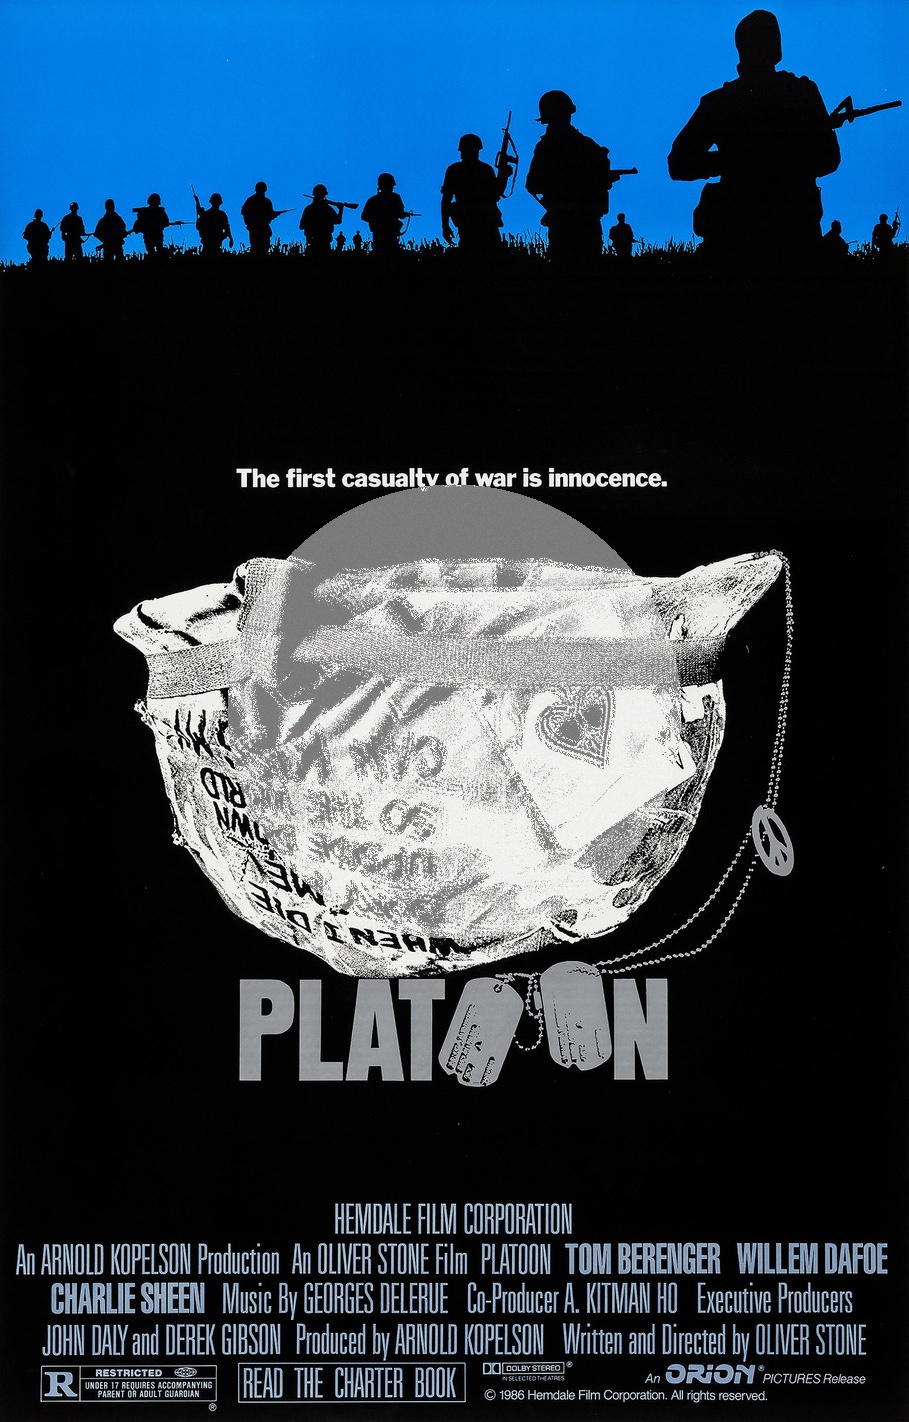 The first casualty of war is innocence.
WHEN I DIE
PLATOON
HEMDALE FILM CORPORATION
An ARNOLD KOPELSON Production An OLIVER STONE Film PLATOON TOM BERENGER WILLEM DAFOE
CHARLIE SHEEN Music By GEORGES DELERUE Co-Producer A. KITMAN HO Executive Producers
JOHN DALY and DEREK GIBSON Produced by ARNOLD KOPELSON Written and Directed by OLIVER STONE
R RESTRICTED
UNDER 17 REQUIRES ACCOMPANYING
PARENT OR ADULT GUARDIAN
®
READ THE CHARTER BOOK
DOLBY STEREO ®
IN SELECTED THEATRES
An ORION ® PICTURES Release
© 1986 Hemdale Film Corporation. All rights reserved.